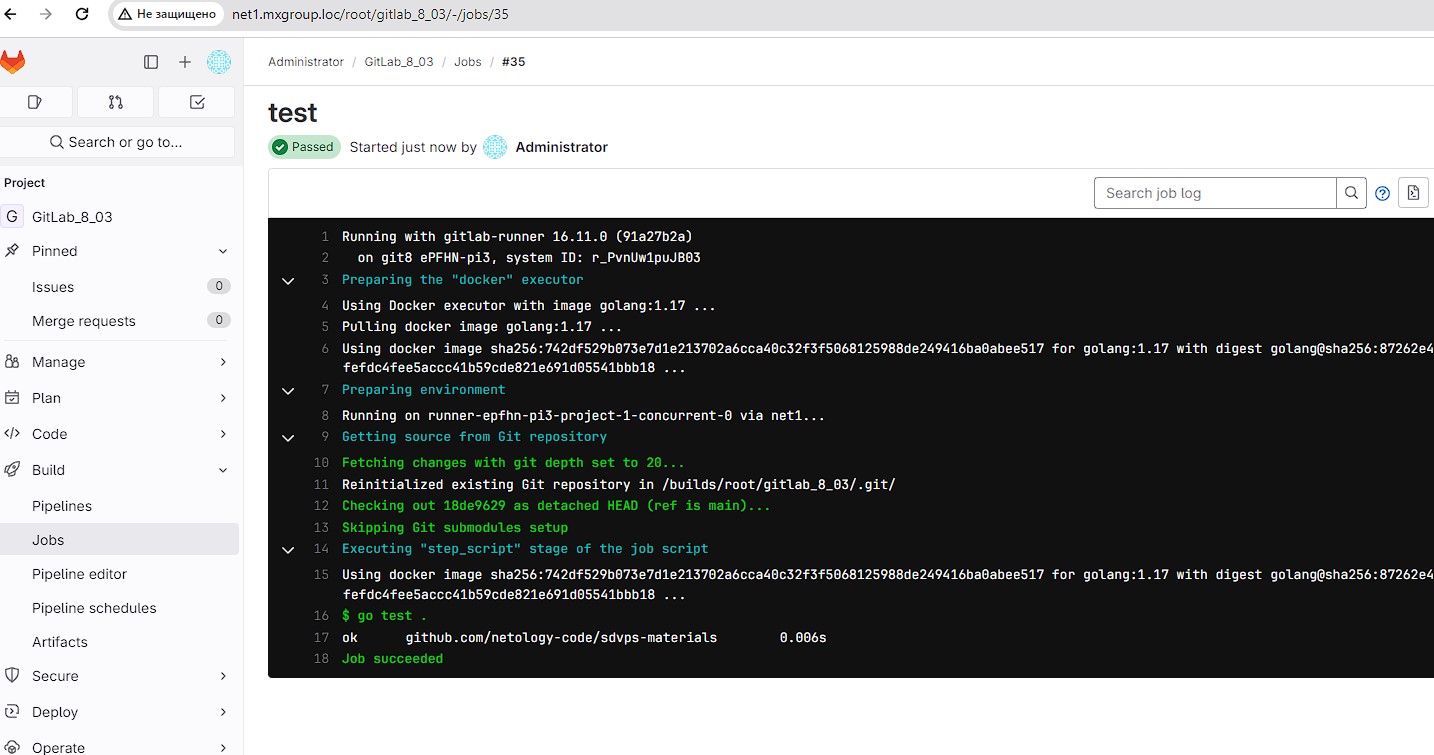 Не защищено net1.mxgroup.loc/root/gitlab_8_03/-/jobs/35
Administrator / GitLab_8_03 / Jobs / #35
test
Passed Started just now by Administrator
Search or go to...
Project
G GitLab_8_03
Pinned
Issues 0
Merge requests 0
Manage
Plan
Code
Build
Pipelines
Jobs
Pipeline editor
Pipeline schedules
Artifacts
Secure
Deploy
Operate
Search job log
1 Running with gitlab-runner 16.11.0 (91a27b2a)
2 on git8 ePFHN-pi3, system ID: r_PvnUw1puJB03
3 Preparing the "docker" executor
4 Using Docker executor with image golang:1.17 ...
5 Pulling docker image golang:1.17 ...
6 Using docker image sha256:742df529b073e7d1e213702a6cca40c32f3f5068125988de249416ba0abee517 for golang:1.17 with digest golang@sha256:87262e4
fefdc4fee5accc41b59cde821e691d05541bbb18 ...
7 Preparing environment
8 Running on runner-epfhn-pi3-project-1-concurrent-0 via net1...
9 Getting source from Git repository
10 Fetching changes with git depth set to 20...
11 Reinitialized existing Git repository in /builds/root/gitlab_8_03/.git/
12 Checking out 18de9629 as detached HEAD (ref is main)...
13 Skipping Git submodules setup
14 Executing "step_script" stage of the job script
15 Using docker image sha256:742df529b073e7d1e213702a6cca40c32f3f5068125988de249416ba0abee517 for golang:1.17 with digest golang@sha256:87262e4
fefdc4fee5accc41b59cde821e691d05541bbb18 ...
16 $ go test .
17 ok github.com/netology-code/sdvps-materials 0.006s
18 Job succeeded